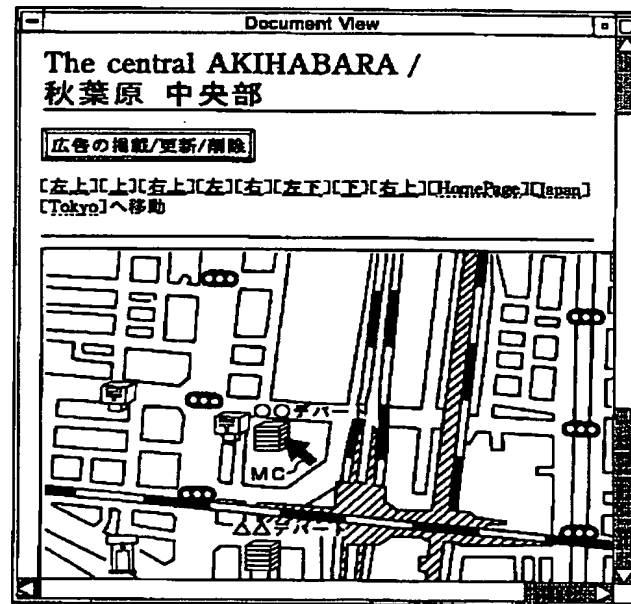 Document View
The central AKIHABARA /
秋葉原 中央部
広告の掲載/更新/削除
[左上][上][右上][左][右][左下][下][右上][HomePage][Japan]
[Tokyo]へ移動
○○デパート
MC
△△デパート